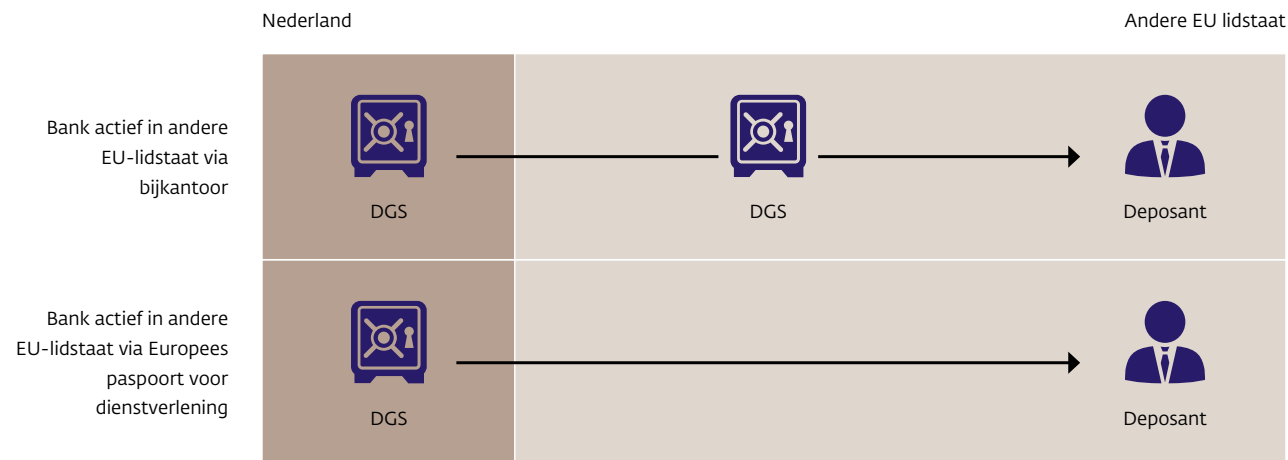 Nederland
Andere EU lidstaat
Bank actief in andere
EU-lidstaat via
bijkantoor
DGS
DGS
Deposant
Bank actief in andere
EU-lidstaat via Europees
paspoort voor
dienstverlening
DGS
Deposant